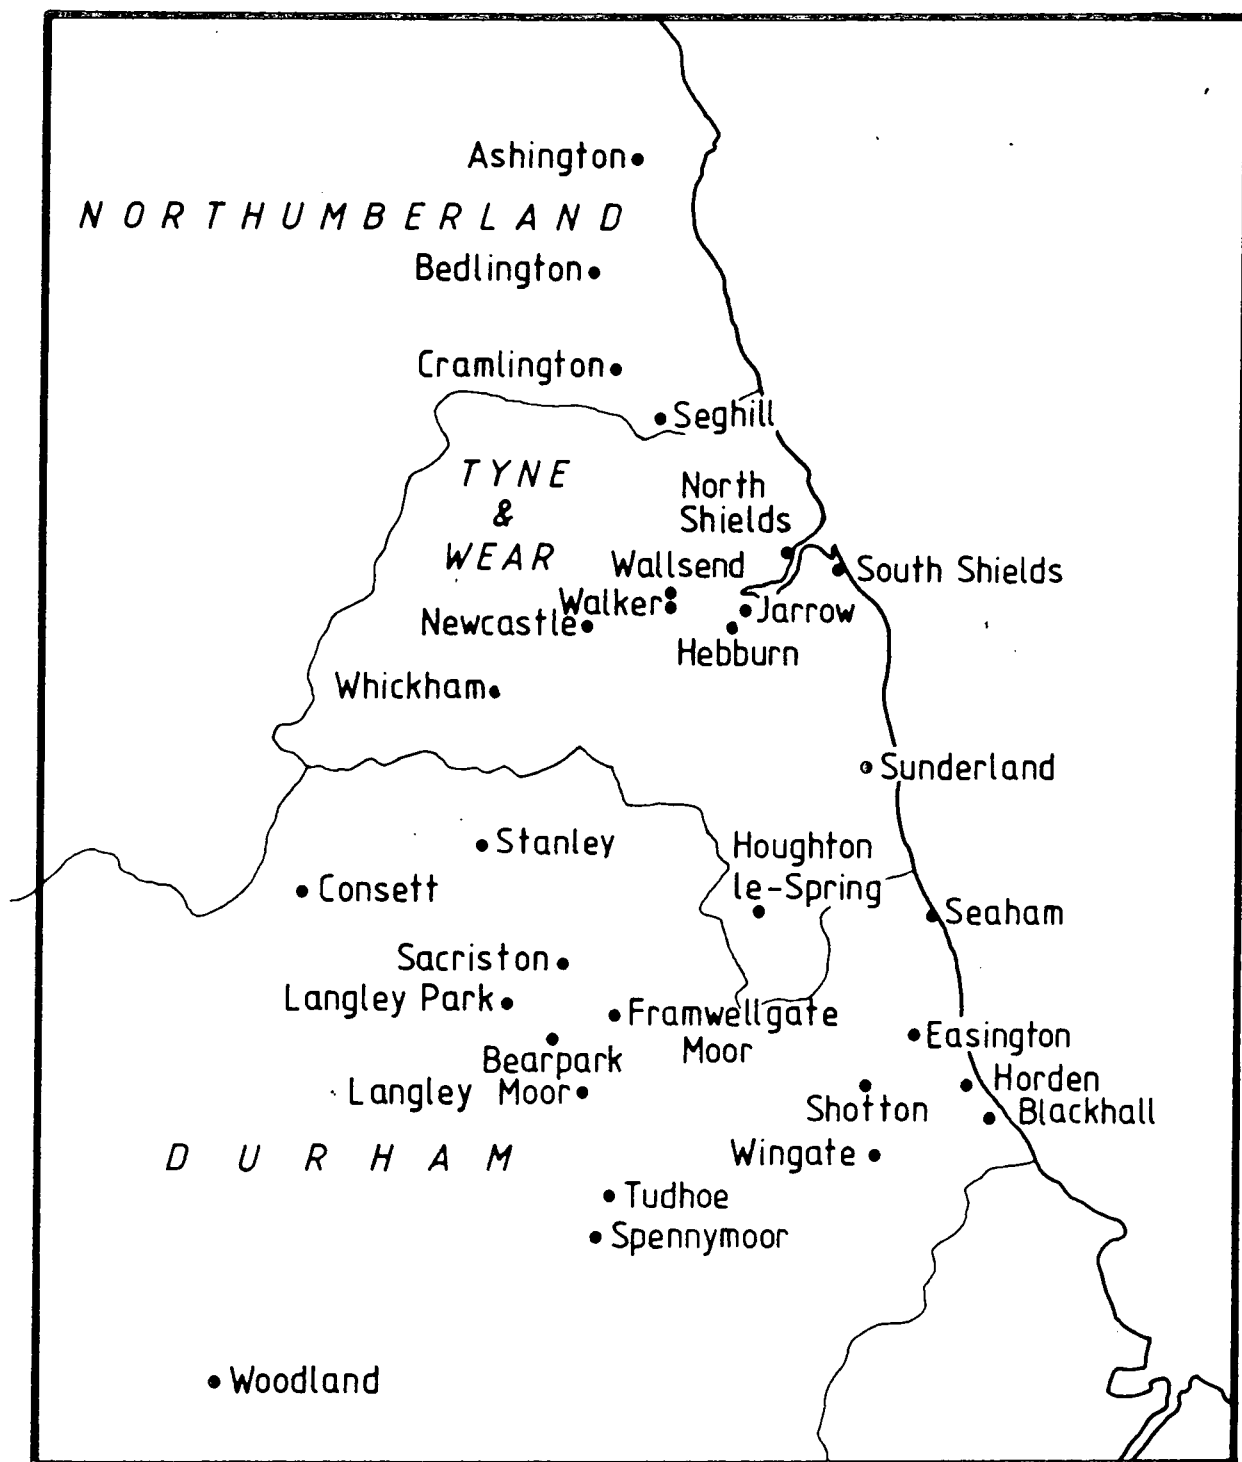 Ashington
NORTHUMBERLAND
Bedlington
Cramlington
Seghill
TYNE
&
WEAR
North
Shields
Wallsend
South Shields
Walker
Jarrow
Newcastle
Hebburn
Whickham
Sunderland
Stanley
Houghton
le-Spring
Consett
Seaham
Sacriston
Langley Park
Framwellgate
Moor
Easington
Bearpark
Horden
Langley Moor
Shotton
Blackhall
DURHAM
Wingate
Tudhoe
Spennymoor
Woodland